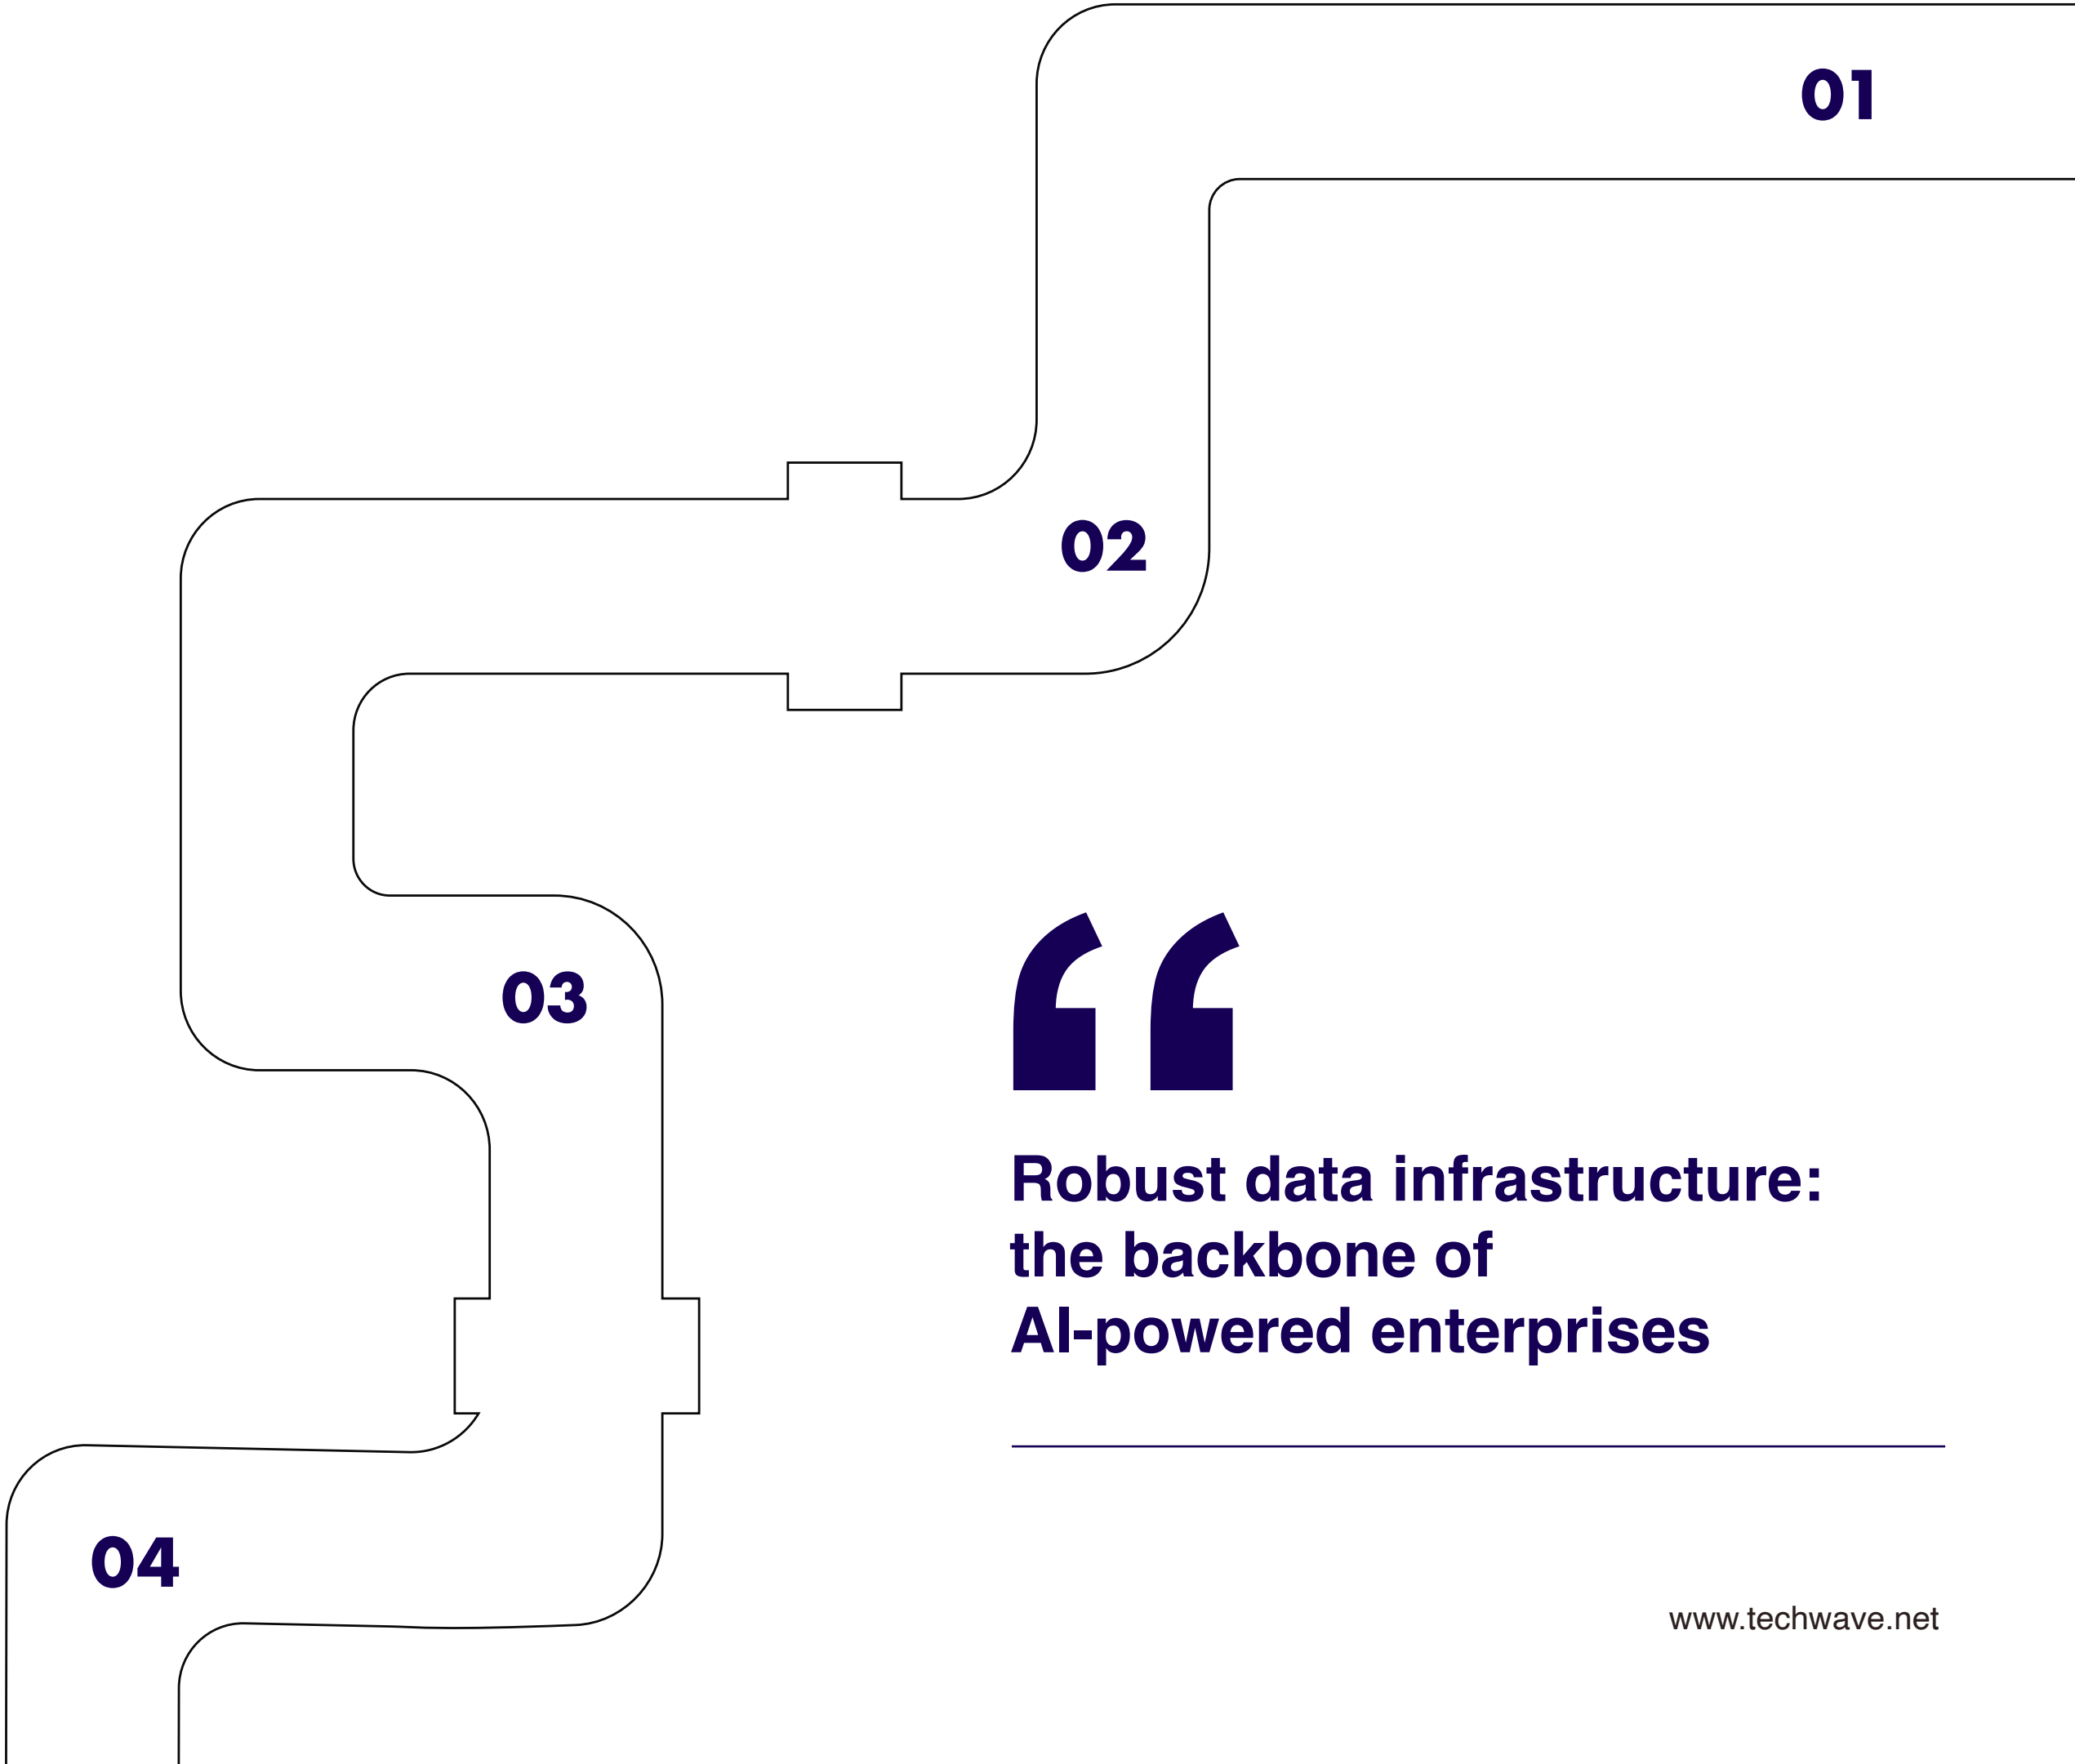 01
02
03
“
Robust data infrastructure:
the backbone of
AI-powered enterprises
04
www.techwave.net